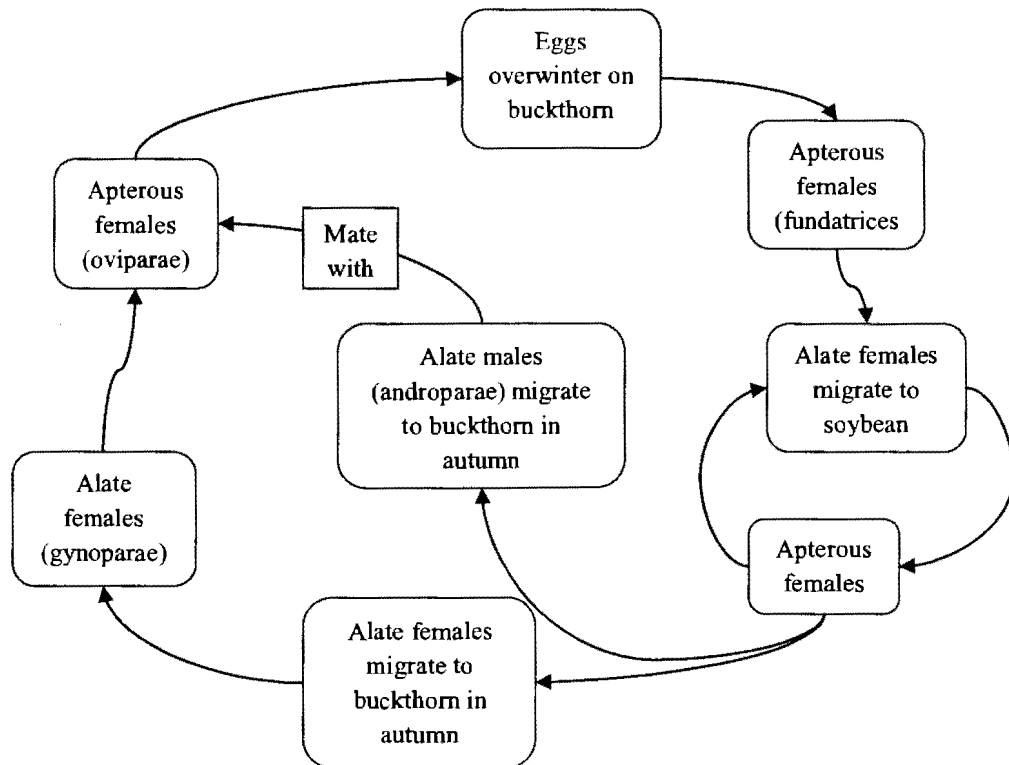 Eggs
overwinter on
buckthorn
Apterous
females
(fundatrices
Alate females
migrate to
soybean
Apterous
females
Alate females
migrate to
buckthorn in
autumn
Alate males
(androparae) migrate
to buckthorn in
autumn
Mate
with
Alate
females
(gynoparae)
Apterous
females
(oviparae)